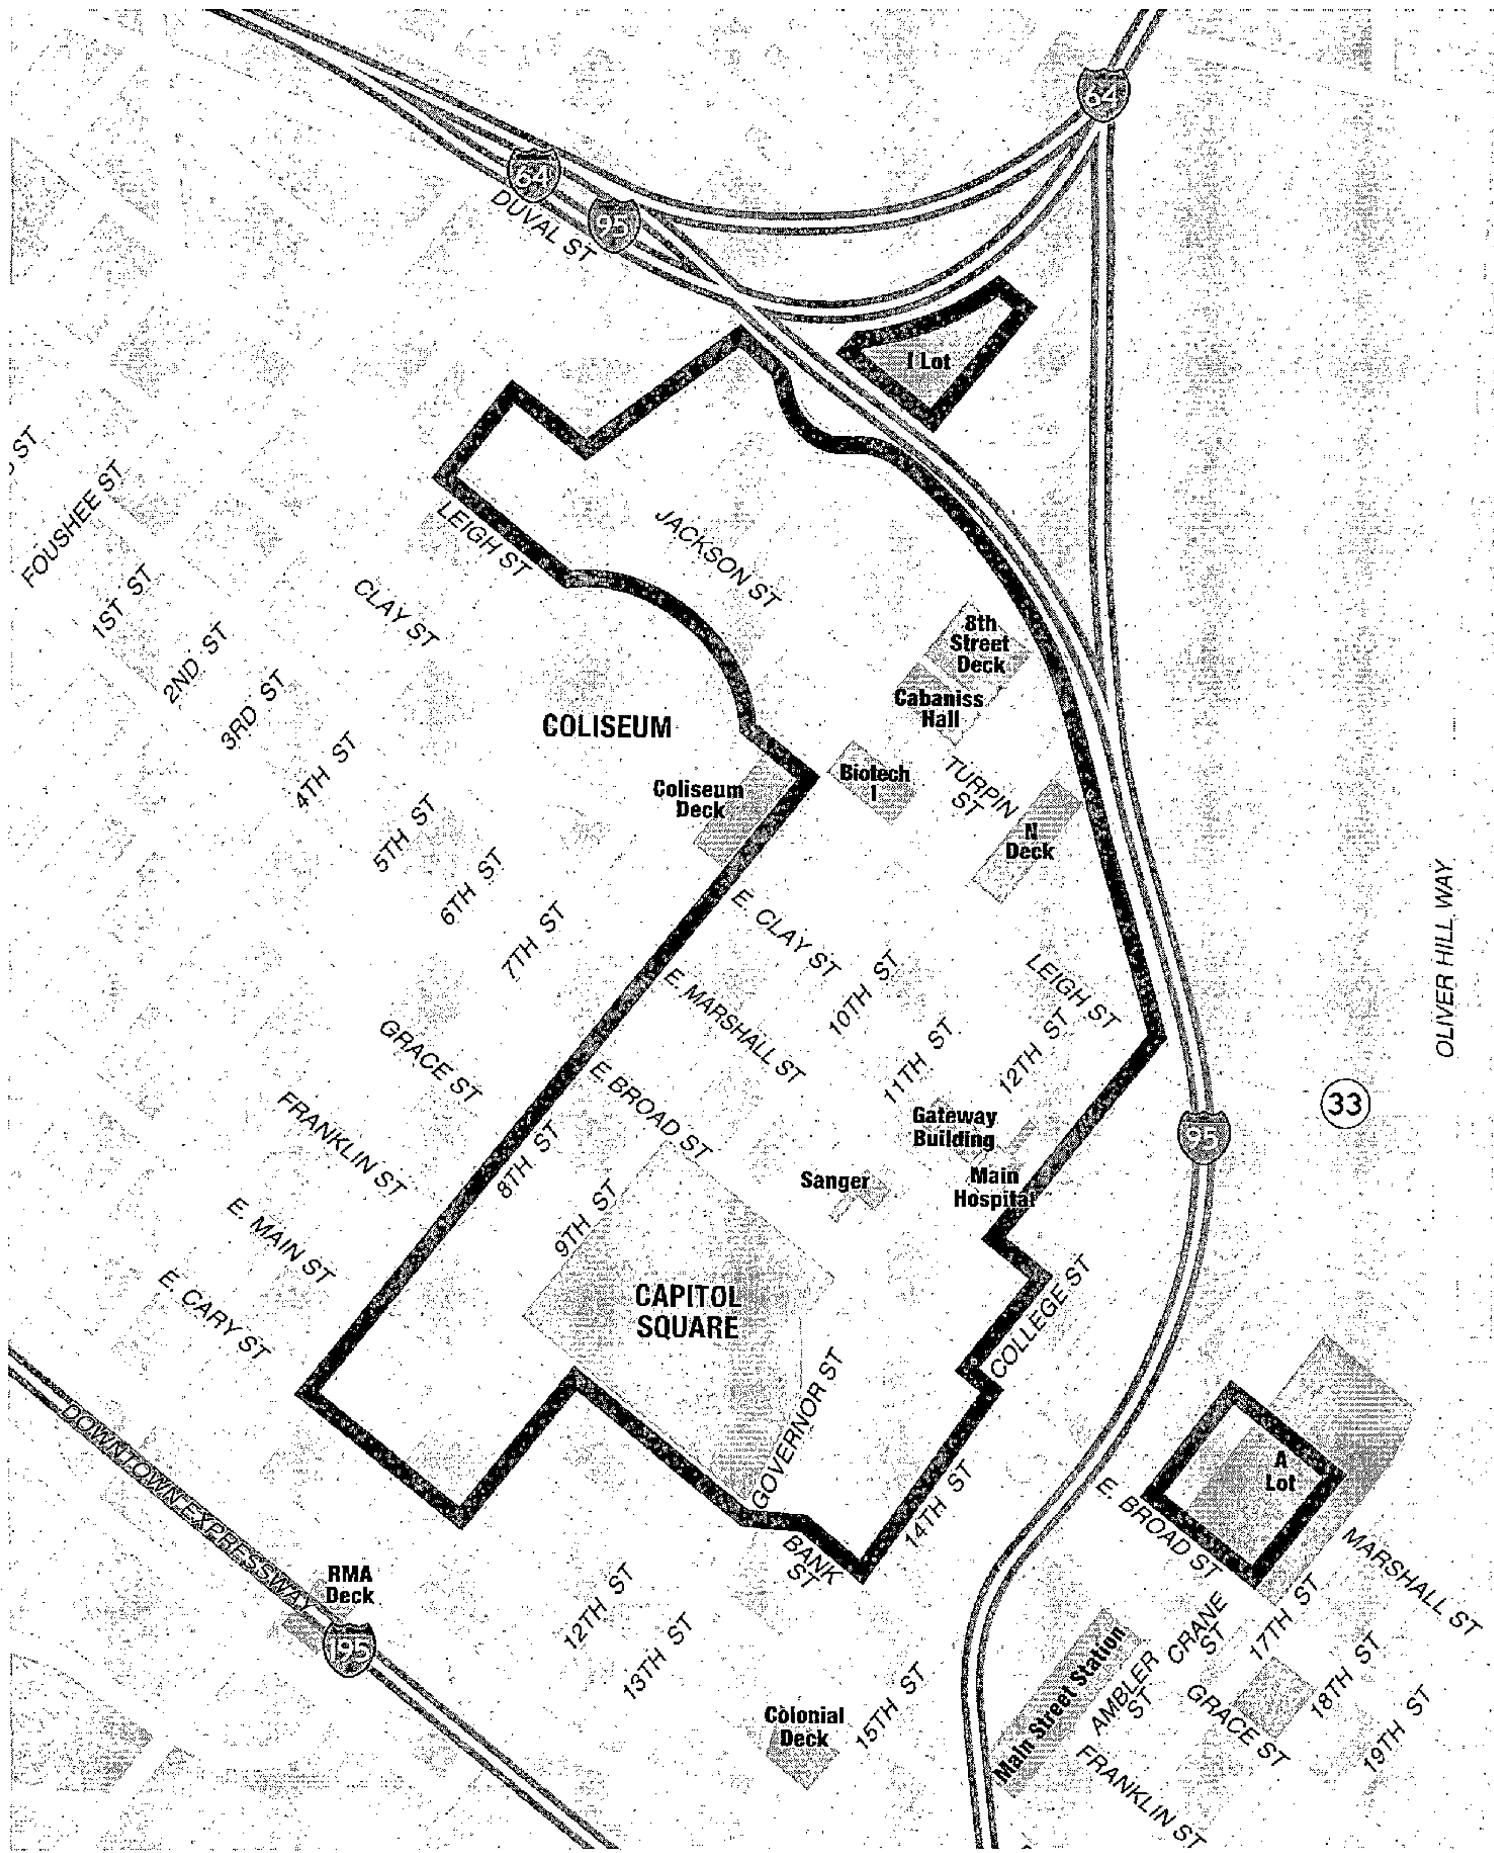 64
64
95
DUVAL ST
I Lot
ST
FOUSHEE ST
LEIGH ST
JACKSON ST
1ST ST
CLAY ST
2ND ST
8th
Street
Deck
3RD ST
Cabaniss
Hall
COLISEUM
4TH ST
Coliseum
Deck
Biotech
I
TURPIN
ST
5TH ST
N
Deck
6TH ST
7TH ST
E. CLAY ST
OLIVER HILL WAY
E. MARSHALL ST
10TH ST
LEIGH ST
GRACE ST
11TH ST
12TH ST
E. BROAD ST
FRANKLIN ST
Gateway
Building
33
95
8TH ST
Sanger
Main
Hospital
E. MAIN ST
9TH ST
E. CARY ST
CAPITOL
SQUARE
COLLEGE ST
GOVERNOR ST
DOWNTOWN EXPRESSWAY
A
Lot
14TH ST
E. BROAD ST
BANK
ST
MARSHALL ST
RMA
Deck
195
12TH ST
13TH ST
CRANE
ST
17TH ST
Main Street Station
AMBLER
ST
18TH ST
GRACE ST
15TH ST
Colonial
Deck
19TH ST
FRANKLIN ST